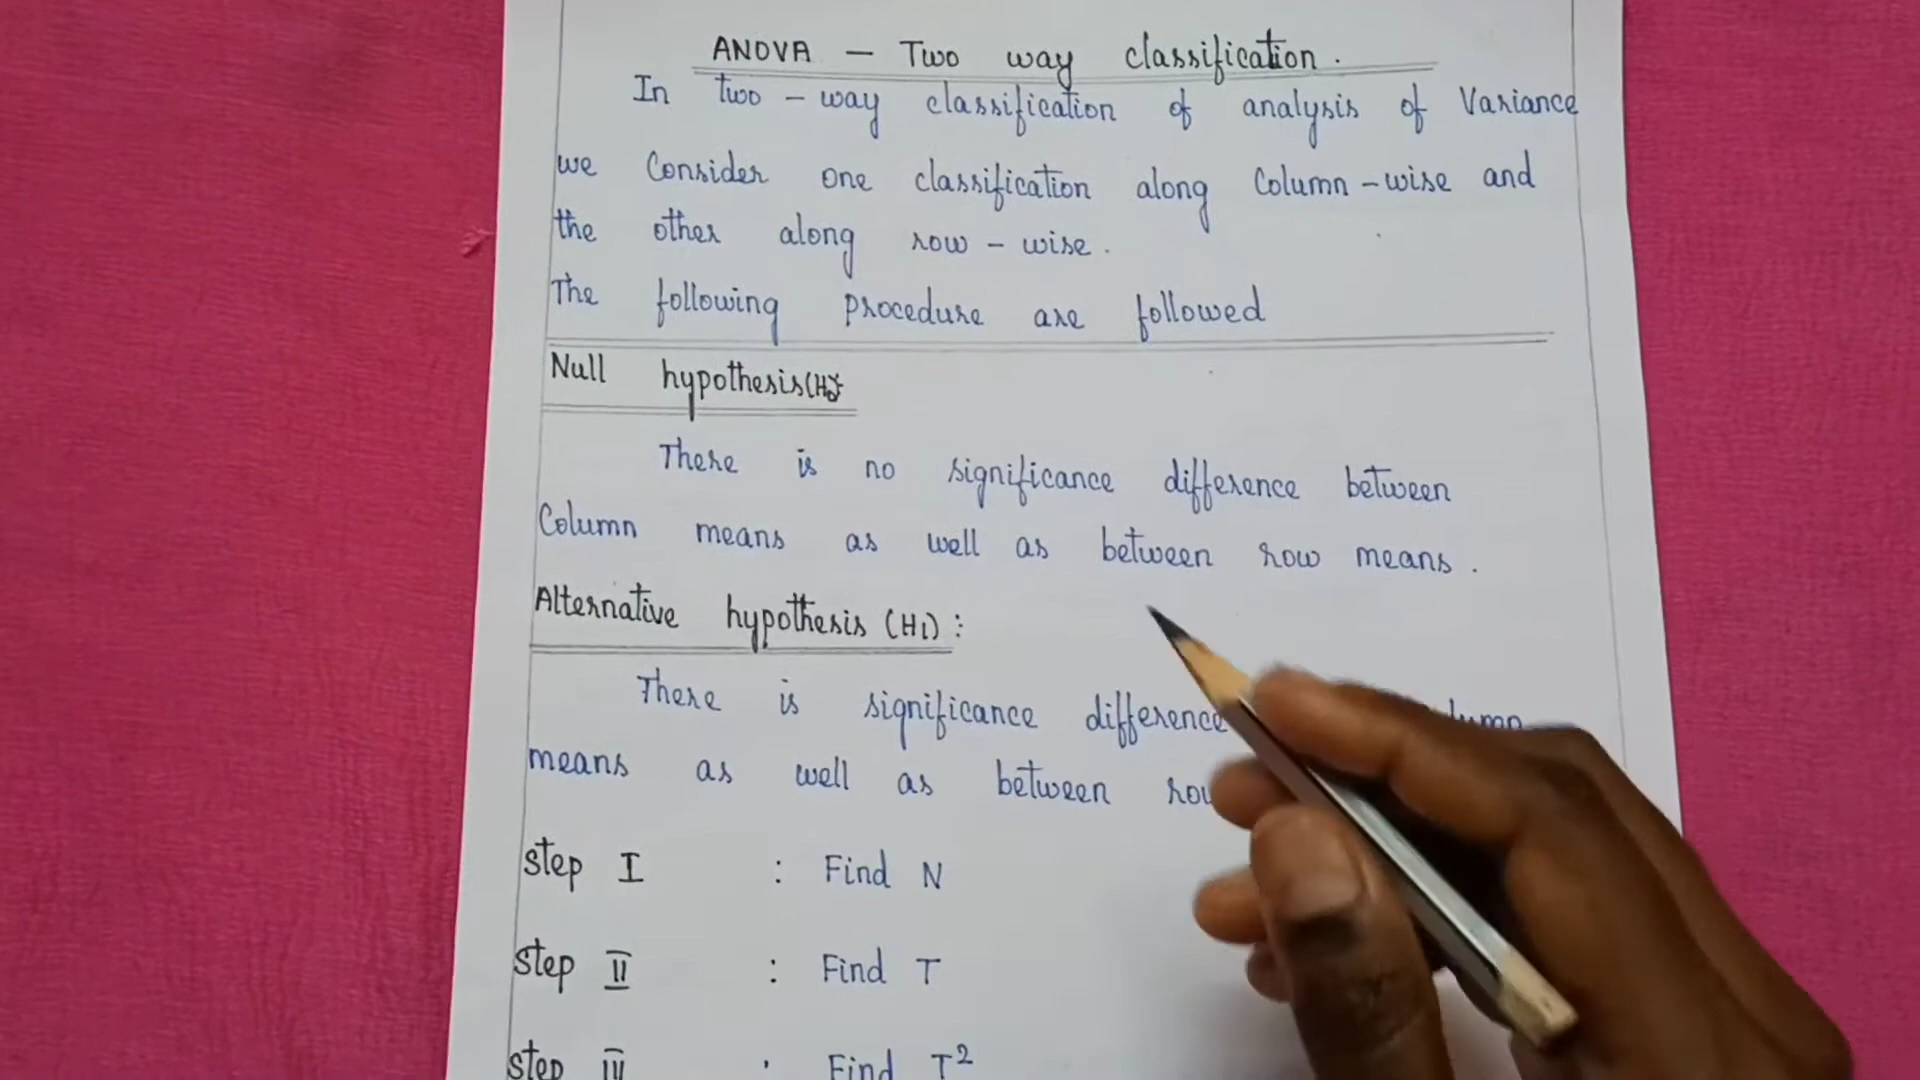 ANOVA - Two way classification.
In two-way classification of analysis of Variance
we Consider one classification along Column-wise and
the other along row-wise.
The following procedure are followed
Null hypothesis(H0):
There is no significance difference between
Column means as well as between row means.
Alternative hypothesis (H1):
There is significance difference
means as well as between
Step I : Find N
Step II : Find T
Step : Find T²